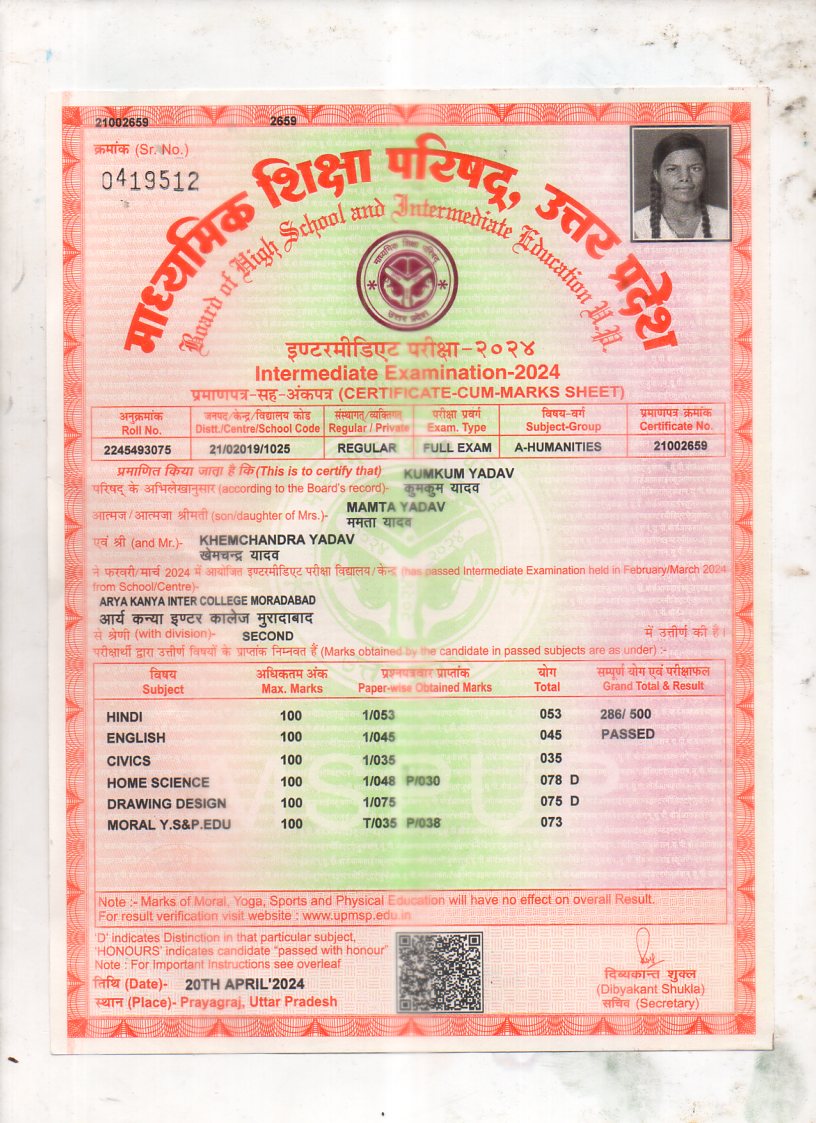 21002659 2659
क्रमांक (Sr. No.)
0419512
माध्यमिक शिक्षा परिषद्, उत्तर प्रदेश
Board of High School and Intermediate Education U.P.
माध्यमिक शिक्षा परिषद
उत्तर प्रदेश
इण्टरमीडिएट परीक्षा-२०२४
Intermediate Examination-2024
प्रमाणपत्र-सह-अंकपत्र (CERTIFICATE-CUM-MARKS SHEET)
अनुक्रमांक जनपद/केन्द्र/विद्यालय कोड संस्थागत/व्यक्तिगत परीक्षा प्रवर्ग विषय-वर्ग प्रमाणपत्र क्रमांक
Roll No. Distt./Centre/School Code Regular / Private Exam. Type Subject-Group Certificate No.
2245493075 21/02019/1025 REGULAR FULL EXAM A-HUMANITIES 21002659
प्रमाणित किया जाता है कि(This is to certify that) KUMKUM YADAV
परिषद् के अभिलेखानुसार (according to the Board's record)- कुमकुम यादव
आत्मज/आत्मजा श्रीमती (son/daughter of Mrs.)- MAMTA YADAV
ममता यादव
एवं श्री (and Mr.)- KHEMCHANDRA YADAV
खेमचन्द्र यादव
ने फरवरी/मार्च 2024 में आयोजित इण्टरमीडिएट परीक्षा विद्यालय/केन्द्र (has passed Intermediate Examination held in February/March 2024
from School/Centre)-
ARYA KANYA INTER COLLEGE MORADABAD
आर्य कन्या इण्टर कालेज मुरादाबाद
से श्रेणी (with division)- SECOND में उत्तीर्ण की है।
परीक्षार्थी द्वारा उत्तीर्ण विषयों के प्राप्तांक निम्नवत हैं (Marks obtained by the candidate in passed subjects are as under) :-
विषय अधिकतम अंक प्रश्नपत्रवार प्राप्तांक योग सम्पूर्ण योग एवं परीक्षाफल
Subject Max. Marks Paper-wise Obtained Marks Total Grand Total & Result
HINDI 100 1/053 053 286/ 500
ENGLISH 100 1/045 045 PASSED
CIVICS 100 1/035 035
HOME SCIENCE 100 1/048 P/030 078 D
DRAWING DESIGN 100 1/075 075 D
MORAL Y.S&P.EDU 100 T/035 P/038 073
Note :- Marks of Moral, Yoga, Sports and Physical Education will have no effect on overall Result.
For result verification visit website : www.upmsp.edu.in
'D' indicates Distinction in that particular subject,
'HONOURS' indicates candidate "passed with honour"
Note : For Important Instructions see overleaf
तिथि (Date)- 20TH APRIL'2024
स्थान (Place)- Prayagraj, Uttar Pradesh
दिव्यकान्त शुक्ल
(Dibyakant Shukla)
सचिव (Secretary)